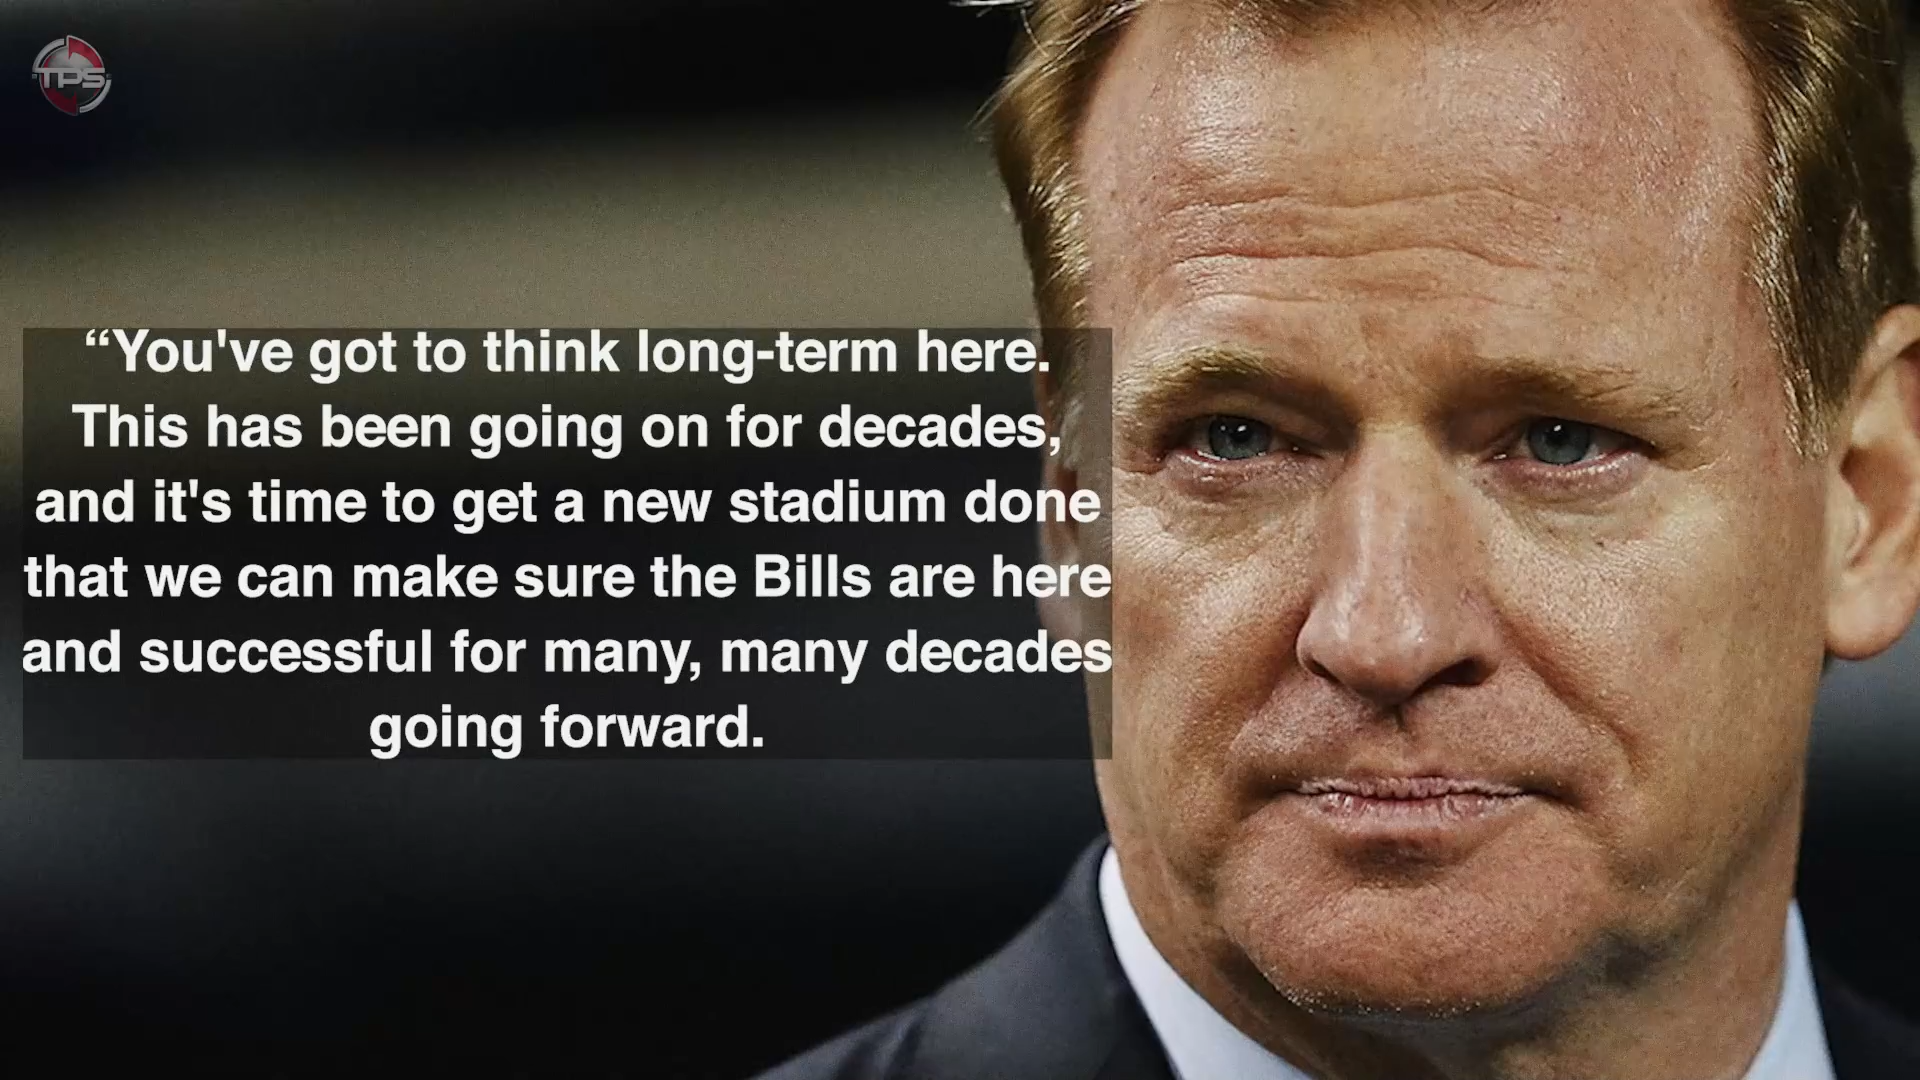 TPS
“You've got to think long-term here.
This has been going on for decades,
and it's time to get a new stadium done
that we can make sure the Bills are here
and successful for many, many decades
going forward.